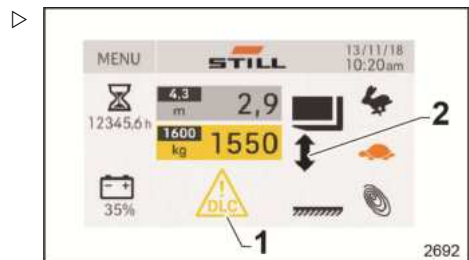 MENU
STILL
13/11/18
10:20am
4,3
m
2,9
12345,6 h
1600
kg
1550
2
35%
DLC
1
2692